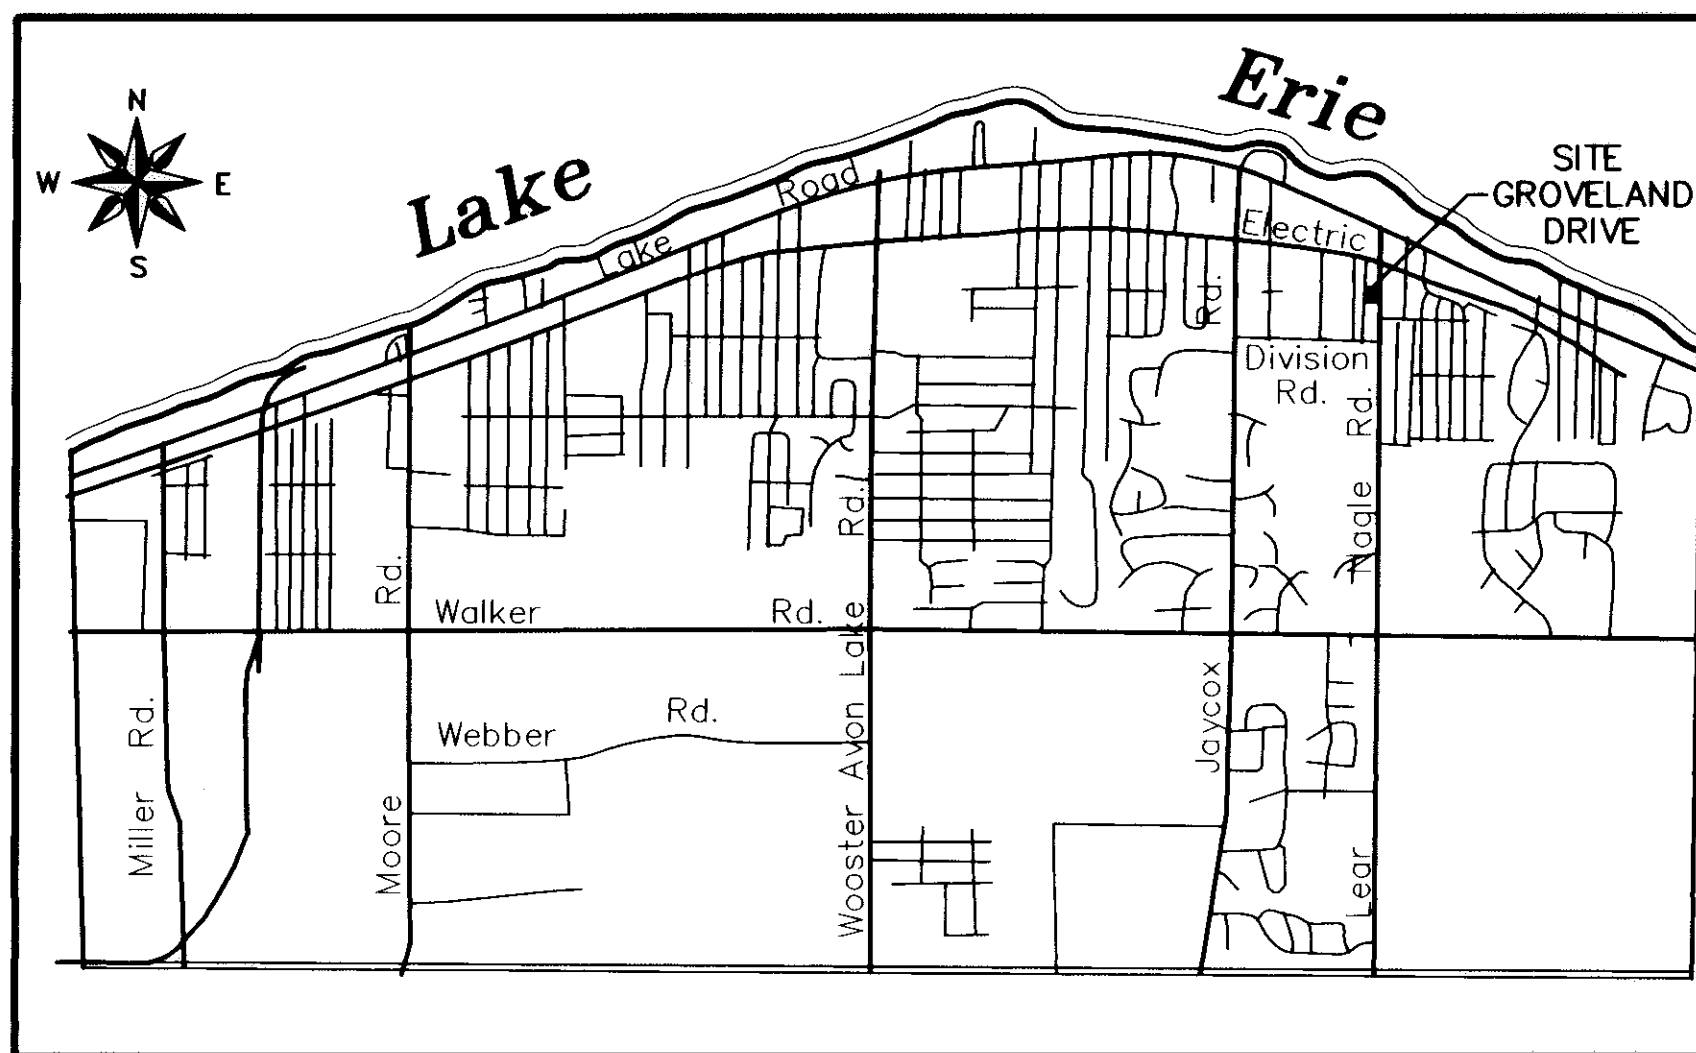 Lake Erie
N
W E
S
SITE
GROVELAND
DRIVE
Lake Road
Electric
Division
Rd.
Walker Rd.
Webber Rd.
Miller Rd.
Moore Rd.
Wooster Avon Lake Rd.
Jaycox Rd.
Lear Nagle Rd.